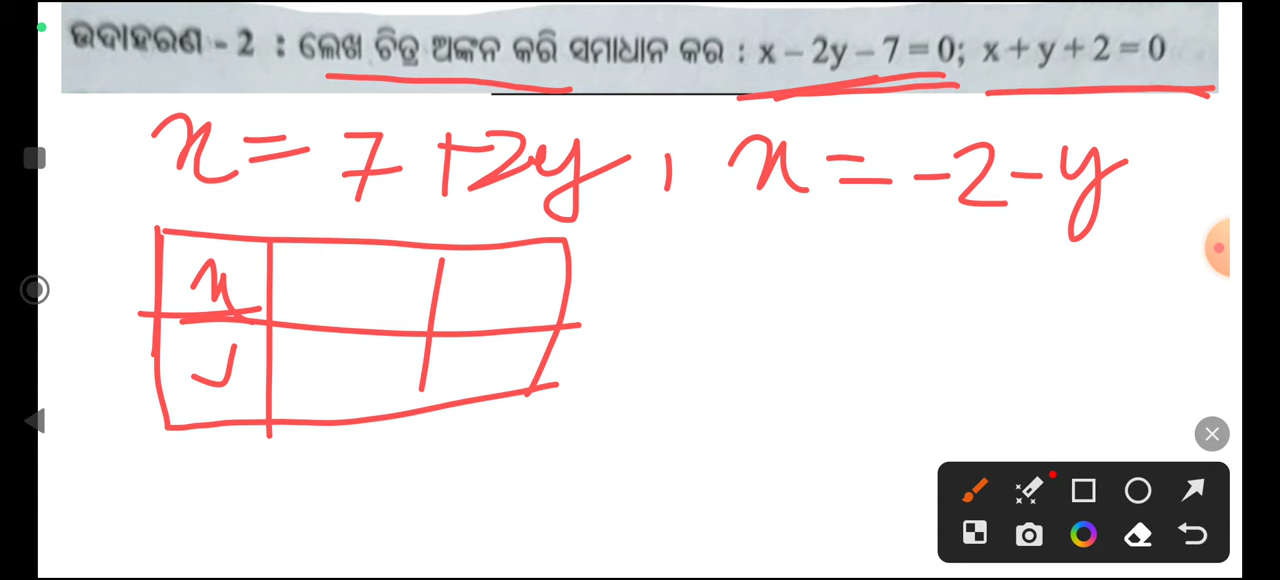 ଉଦାହରଣ - 2 : ଲେଖ ଚିତ୍ର ଅଙ୍କନ କରି ସମାଧାନ କର : x – 2y – 7 = 0; x + y + 2 = 0
x = 7 + 2y , x = -2 - y
x
y